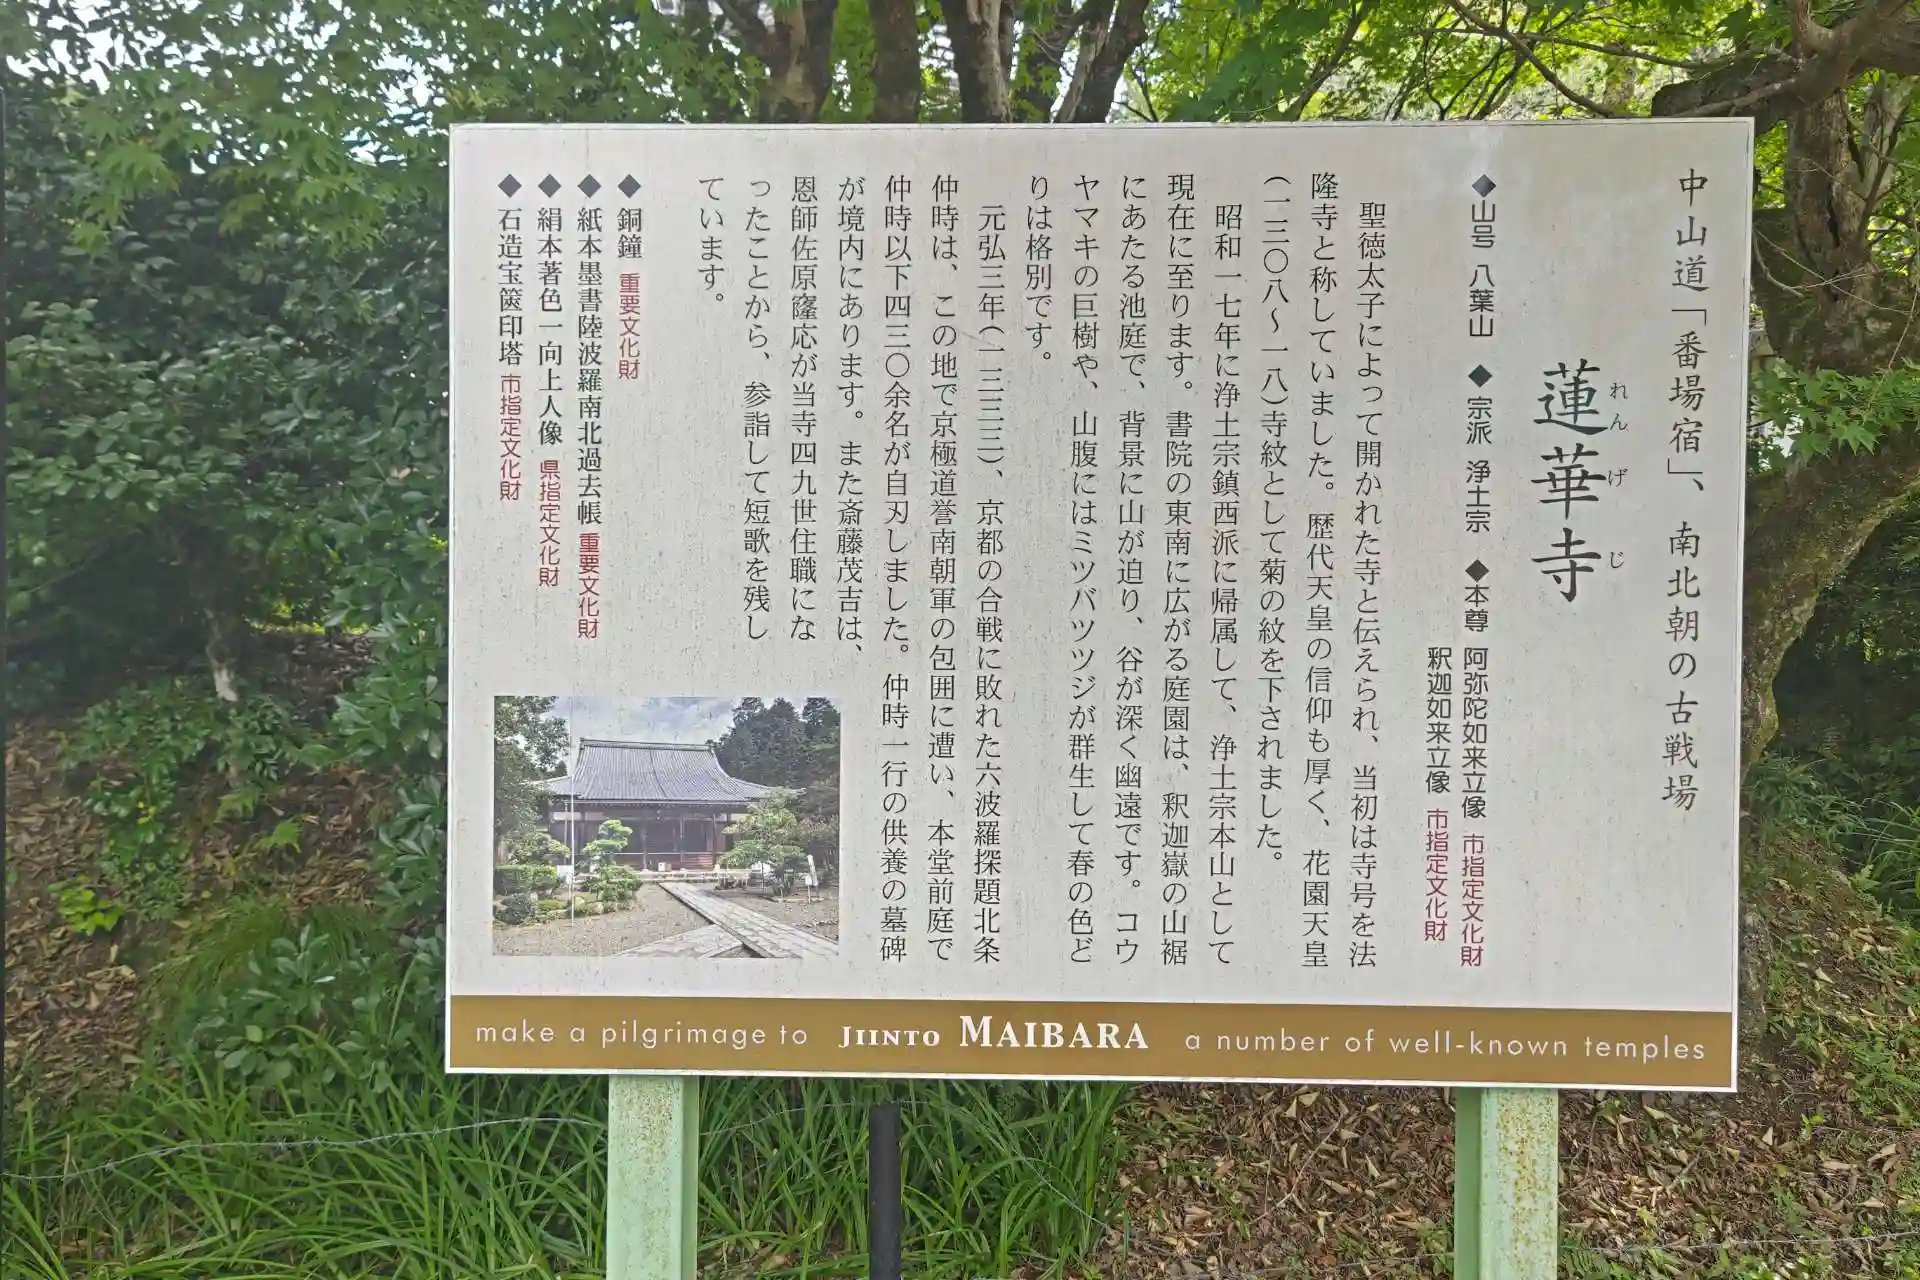 中山道「番場宿」、南北朝の古戦場
蓮華寺
れんげじ
◆山号 八葉山 ◆宗派 浄土宗 ◆本尊 阿弥陀如来立像 市指定文化財
釈迦如来立像 市指定文化財
聖徳太子によって開かれた寺と伝えられ、当初は寺号を法
隆寺と称していました。歴代天皇の信仰も厚く、花園天皇
(一三〇八〜一八)寺紋として菊の紋を下されました。
昭和一七年に浄土宗鎮西派に帰属して、浄土宗本山として
現在に至ります。書院の東南に広がる庭園は、釈迦嶽の山裾
にあたる池庭で、背景に山が迫り、谷が深く幽遠です。コウ
ヤマキの巨樹や、山腹にはミツバツツジが群生して春の色ど
りは格別です。
元弘三年(一三三三)、京都の合戦に敗れた六波羅探題北条
仲時は、この地で京極道誉南朝軍の包囲に遭い、本堂前庭で
仲時以下四三〇余名が自刃しました。仲時一行の供養の墓碑
が境内にあります。また斎藤茂吉は、
恩師佐原窿応が当寺四九世住職にな
ったことから、参詣して短歌を残し
ています。
◆銅鐘 重要文化財
◆紙本墨書陸波羅南北過去帳 重要文化財
◆絹本著色一向上人像 県指定文化財
◆石造宝篋印塔 市指定文化財
make a pilgrimage to JIINTO MAIBARA a number of well-known temples